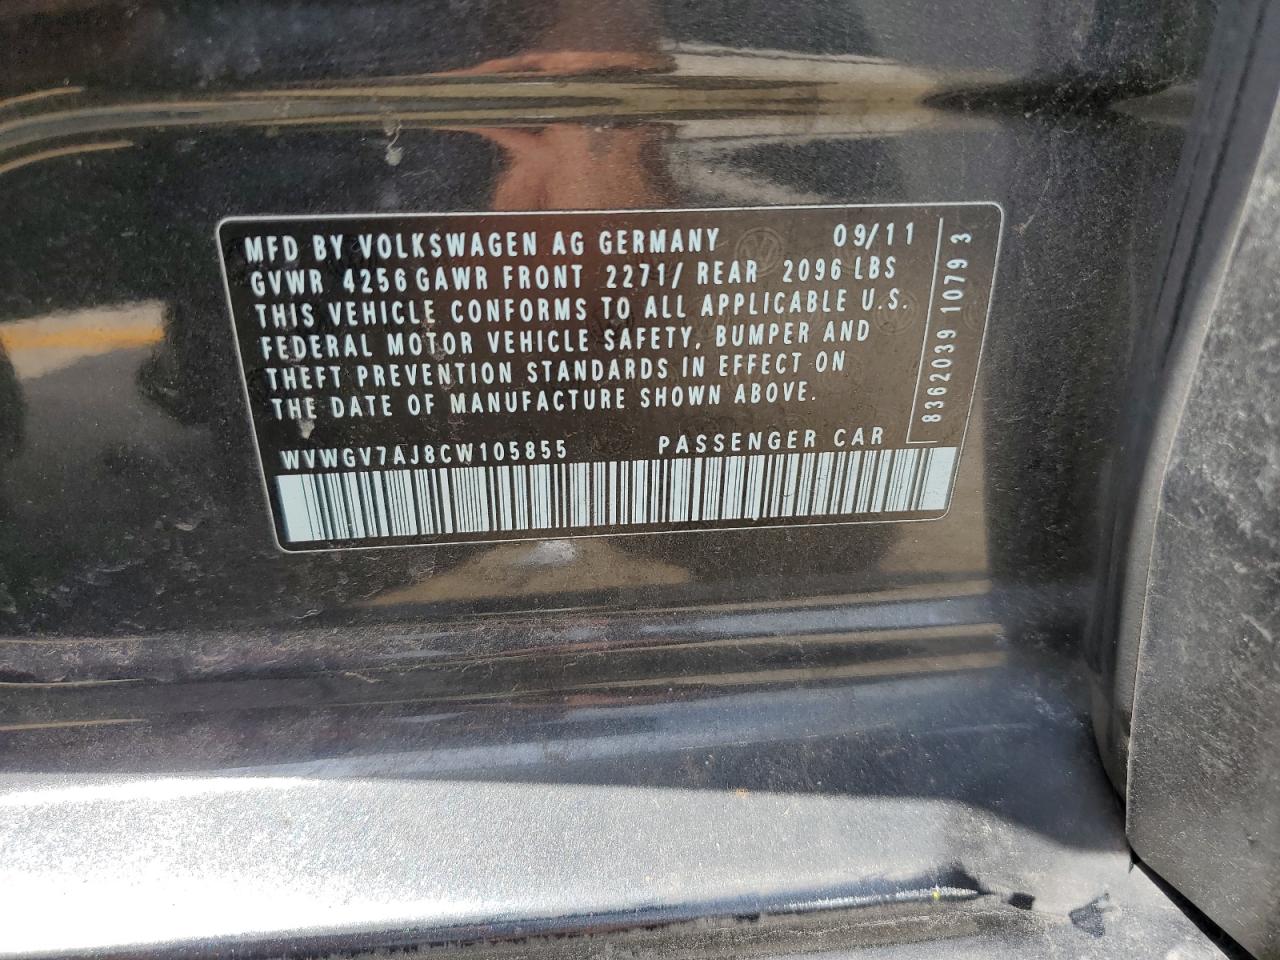 MFD BY VOLKSWAGEN AG GERMANY 09/11
GVWR 4256 GAWR FRONT 2271/ REAR 2096 LBS
THIS VEHICLE CONFORMS TO ALL APPLICABLE U.S.
FEDERAL MOTOR VEHICLE SAFETY, BUMPER AND
THEFT PREVENTION STANDARDS IN EFFECT ON
THE DATE OF MANUFACTURE SHOWN ABOVE.
WVWGV7AJ8CW105855 PASSENGER CAR
8362039 10793 3